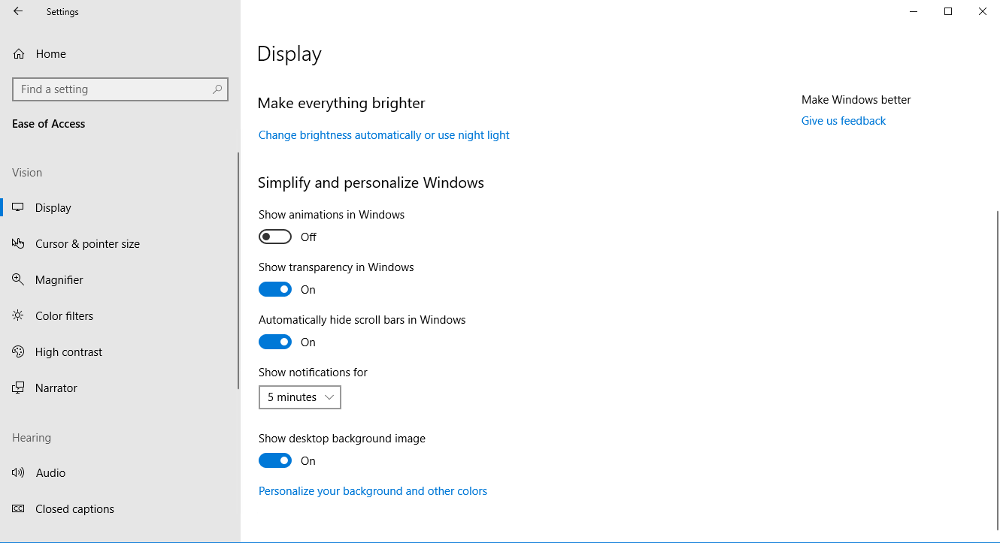 Settings
Home
Find a setting
Ease of Access
Vision
Display
Cursor & pointer size
Magnifier
Color filters
High contrast
Narrator
Hearing
Audio
Closed captions
Display
Make everything brighter
Change brightness automatically or use night light
Simplify and personalize Windows
Show animations in Windows
Off
Show transparency in Windows
On
Automatically hide scroll bars in Windows
On
Show notifications for
5 minutes
Show desktop background image
On
Personalize your background and other colors
Make Windows better
Give us feedback